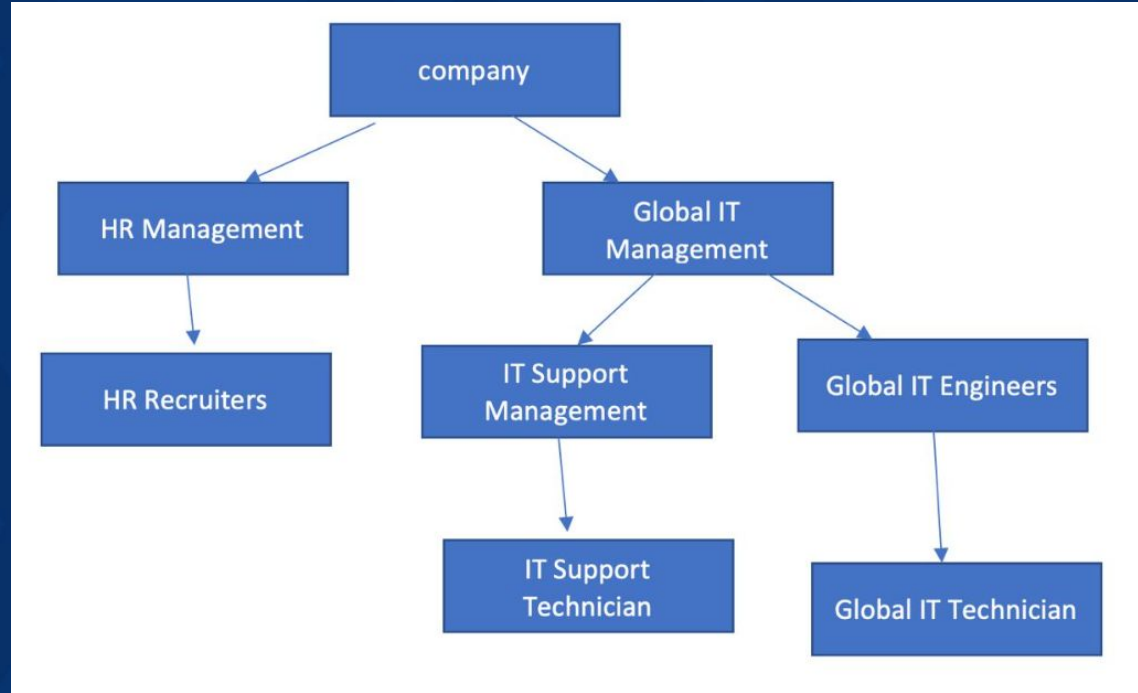 company
HR Management
Global IT
Management
HR Recruiters
IT Support
Management
Global IT Engineers
IT Support
Technician
Global IT Technician